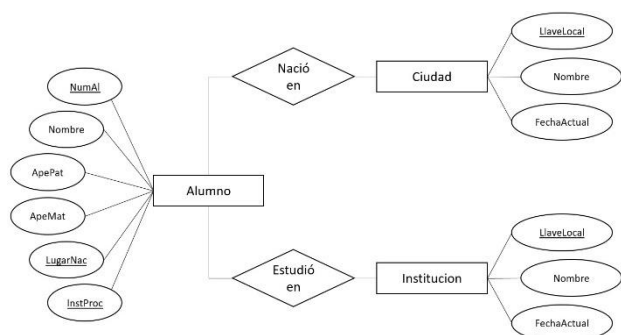 NumAl
Nombre
ApePat
ApeMat
LugarNac
InstProc
Alumno
Nació
en
Ciudad
LlaveLocal
Nombre
FechaActual
Estudió
en
Institucion
LlaveLocal
Nombre
FechaActual